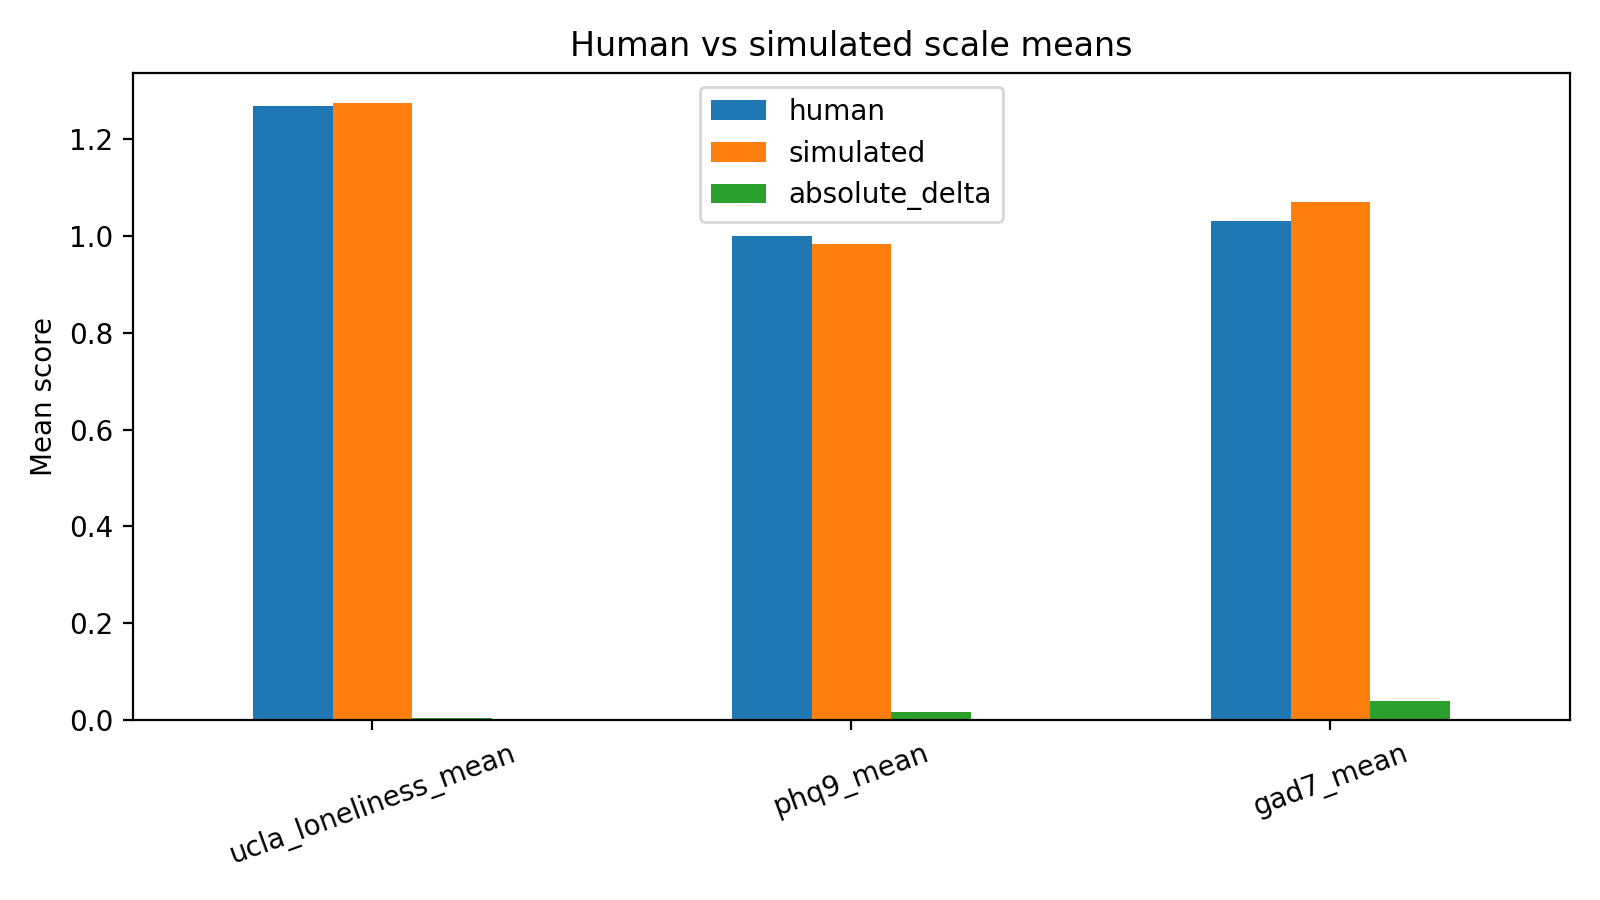 Human vs simulated scale means
human
simulated
absolute_delta
Mean score
1.2
1.0
0.8
0.6
0.4
0.2
0.0
ucla_loneliness_mean
phq9_mean
gad7_mean